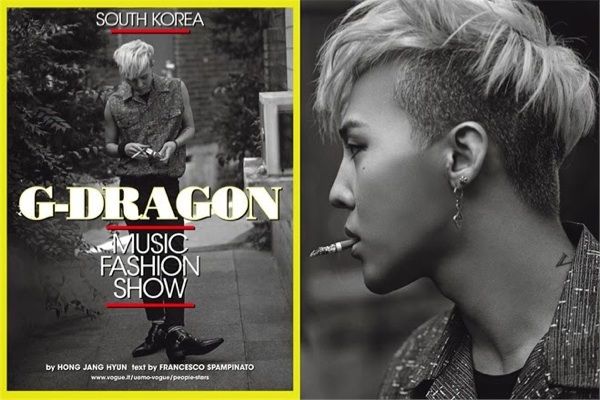 SOUTH KOREA
G-DRAGON
MUSIC
FASHION
SHOW
by HONG JANG HYUN text by FRANCESCO SPAMPINATO
www.vogue.it/uomo-vogue/people-stars